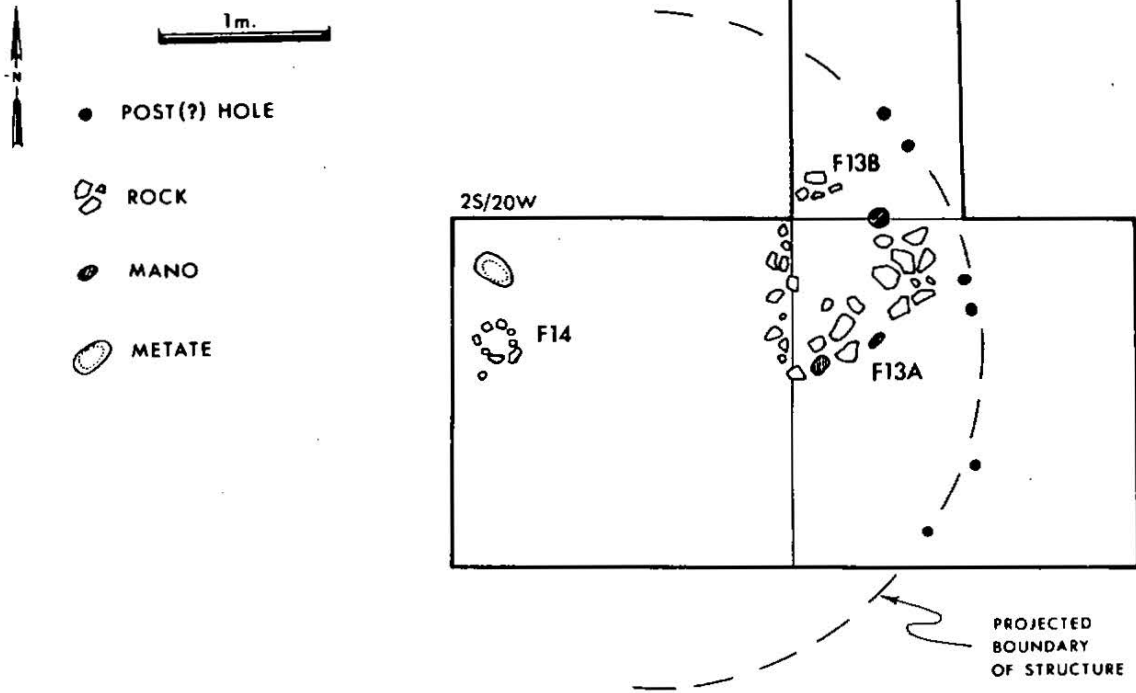 1m.
N
POST(?) HOLE
ROCK
MANO
METATE
2S/20W
F13B
F14
F13A
PROJECTED
BOUNDARY
OF STRUCTURE